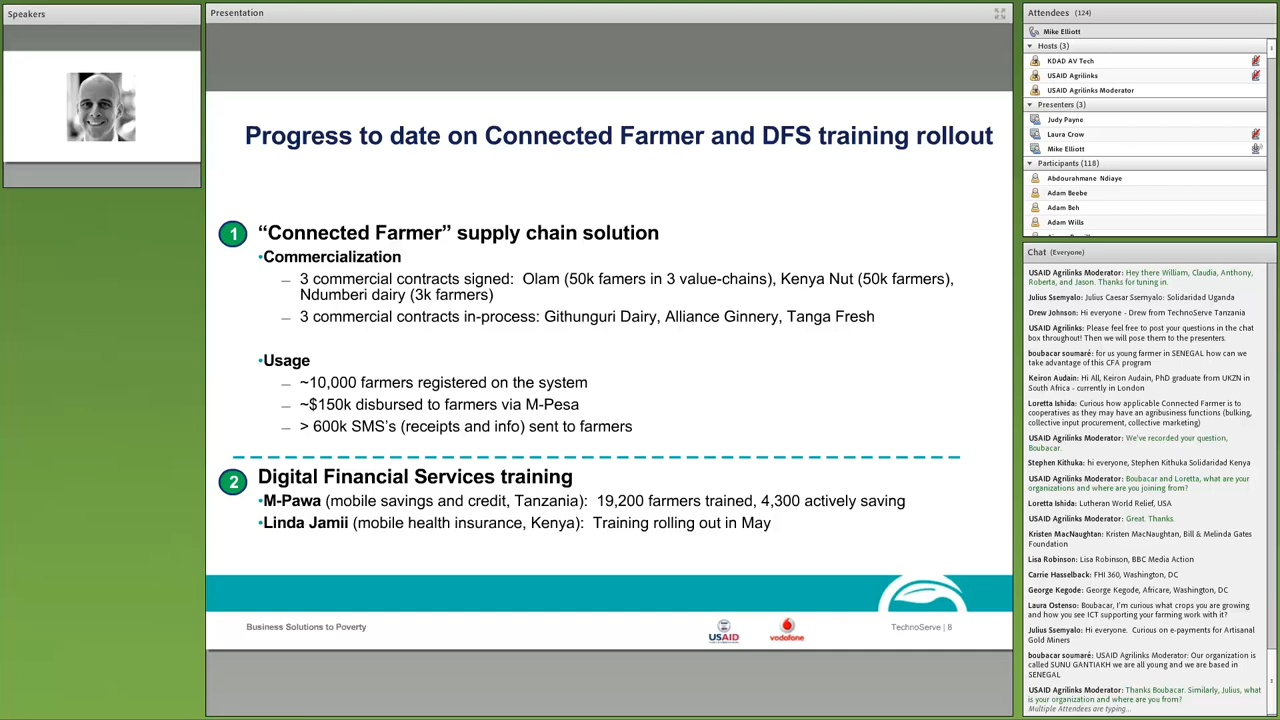 Speakers
Presentation
Progress to date on Connected Farmer and DFS training rollout
1
“Connected Farmer” supply chain solution
•Commercialization
– 3 commercial contracts signed: Olam (50k famers in 3 value-chains), Kenya Nut (50k farmers),
Ndumberi dairy (3k farmers)
– 3 commercial contracts in-process: Githunguri Dairy, Alliance Ginnery, Tanga Fresh
•Usage
– ~10,000 farmers registered on the system
– ~$150k disbursed to farmers via M-Pesa
– > 600k SMS’s (receipts and info) sent to farmers
2
Digital Financial Services training
•M-Pawa (mobile savings and credit, Tanzania): 19,200 farmers trained, 4,300 actively saving
•Linda Jamii (mobile health insurance, Kenya): Training rolling out in May
Business Solutions to Poverty
USAID
vodafone
TechnoServe | 8
Attendees (124)
Mike Elliott
Hosts (3)
KDAD AV Tech
USAID Agrilinks
USAID Agrilinks Moderator
Presenters (3)
Judy Payne
Laura Crow
Mike Elliott
Participants (118)
Abdourahmane Ndiaye
Adam Beebe
Adam Beh
Adam Wills
Chat (Everyone)
USAID Agrilinks Moderator: Hey there William, Claudia, Anthony,
Roberta, and Jason. Thanks for tuning in.
Julius Ssemyalo: Julius Caesar Ssemyalo: Solidaridad Uganda
Drew Johnson: Hi everyone - Drew from TechnoServe Tanzania
USAID Agrilinks: Please feel free to post your questions in the chat
box throughout! Then we will pose them to the presenters.
boubacar soumaré: for us young farmer in SENEGAL how can we
take advantage of this CFA program
Keiron Audain: Hi All, Keiron Audain, PhD graduate from UKZN in
South Africa - currently in London
Loretta Ishida: Curious how applicable Connected Farmer is to
cooperatives as they may have an agribusiness functions (bulking,
collective input procurement, collective marketing)
USAID Agrilinks Moderator: We've recorded your question,
Boubacar.
Stephen Kithuka: hi everyone, Stephen Kithuka Solidaridad Kenya
USAID Agrilinks Moderator: Boubacar and Loretta, what are your
organizations and where are you joining from?
Loretta Ishida: Lutheran World Relief, USA
USAID Agrilinks Moderator: Great. Thanks.
Kristen MacNaughtan: Kristen MacNaughtan, Bill & Melinda Gates
Foundation
Lisa Robinson: Lisa Robinson, BBC Media Action
Carrie Hasselback: FHI 360, Washington, DC
George Kegode: George Kegode, Africare, Washington, DC
Laura Ostenso: Boubacar, I'm curious what crops you are growing
and how you see ICT supporting your farming work with it?
Julius Ssemyalo: Hi everyone. Curious on e-payments for Artisanal
Gold Miners
boubacar soumaré: USAID Agrilinks Moderator: Our organization is
called SUNU GANTIAKH we are all young and we are based in
SENEGAL
USAID Agrilinks Moderator: Thanks Boubacar. Similarly, Julius, what
is your organization and where are you from?
Multiple Attendees are typing...